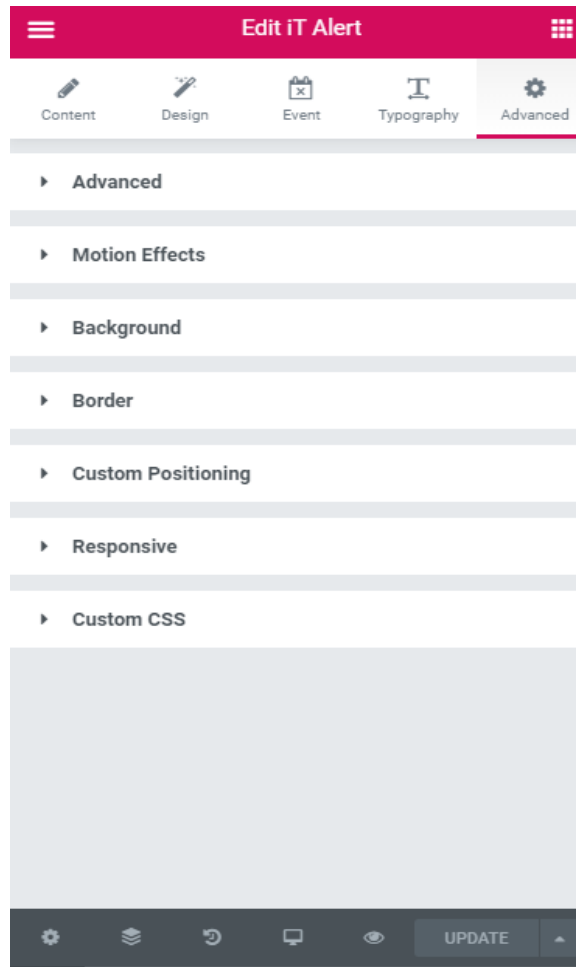 Edit iT Alert
Content Design Event Typography Advanced
Advanced
Motion Effects
Background
Border
Custom Positioning
Responsive
Custom CSS
UPDATE